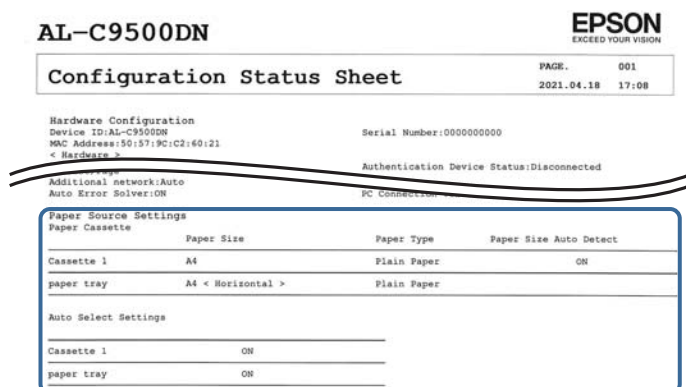 AL-C9500DN
EPSON
EXCEED YOUR VISION
Configuration Status Sheet
PAGE. 001
2021.04.18 17:08
Hardware Configuration
Device ID:AL-C9500DN
Serial Number:0000000000
MAC Address:50:57:9C:C2:60:21
< Hardware >
Authentication Device Status:Disconnected
Additional network:Auto
Auto Error Solver:ON
PC Connection
Paper Source Settings
Paper Cassette
Paper Size Paper Type Paper Size Auto Detect
Cassette 1 A4 Plain Paper ON
paper tray A4 < Horizontal > Plain Paper
Auto Select Settings
Cassette 1 ON
paper tray ON